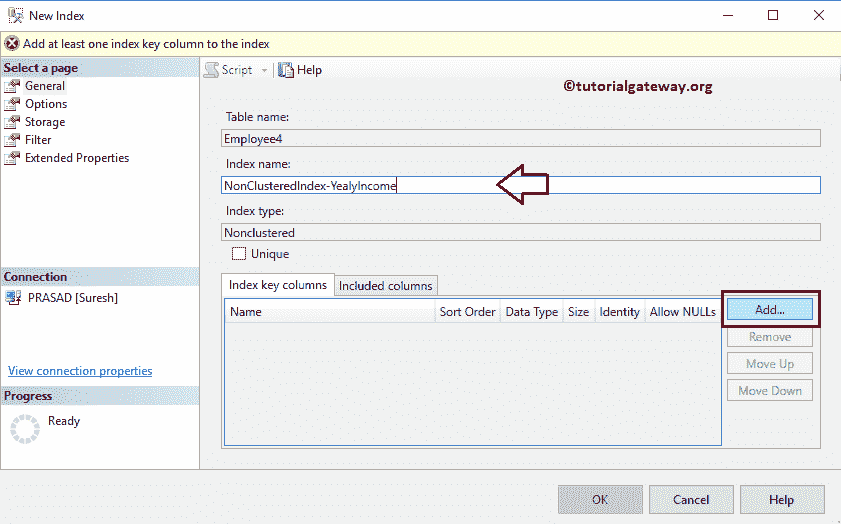 New Index
Add at least one index key column to the index
Select a page
General
Options
Storage
Filter
Extended Properties
Connection
PRASAD [Suresh]
View connection properties
Progress
Ready
Script Help
©tutorialgateway.org
Table name:
Employee4
Index name:
NonClusteredIndex-YealyIncome
Index type:
Nonclustered
Unique
Index key columns Included columns
Name Sort Order Data Type Size Identity Allow NULLs
Add...
Remove
Move Up
Move Down
OK Cancel Help